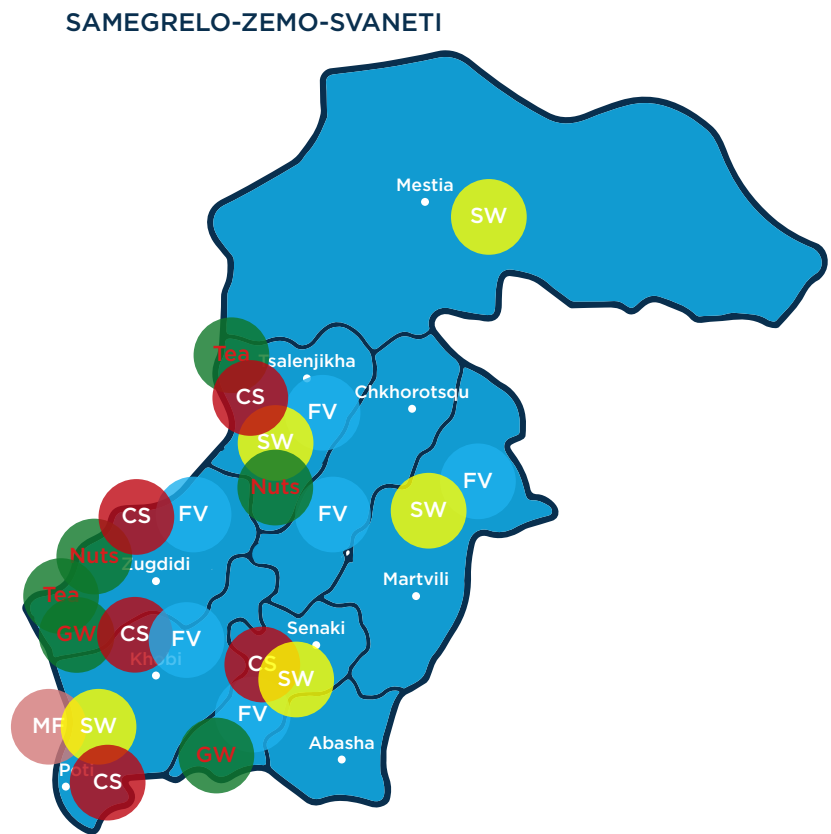 SAMEGRELO-ZEMO-SVANETI
Mestia
SW
Tea
Tsalenjikha
CS
FV
Chkhorotsqu
SW
Nuts
FV
SW
CS
FV
FV
Nuts
Zugdidi
Martvili
Tea
GW
CS
FV
Senaki
Khobi
CS
SW
MF
SW
FV
GW
Abasha
Poti
CS